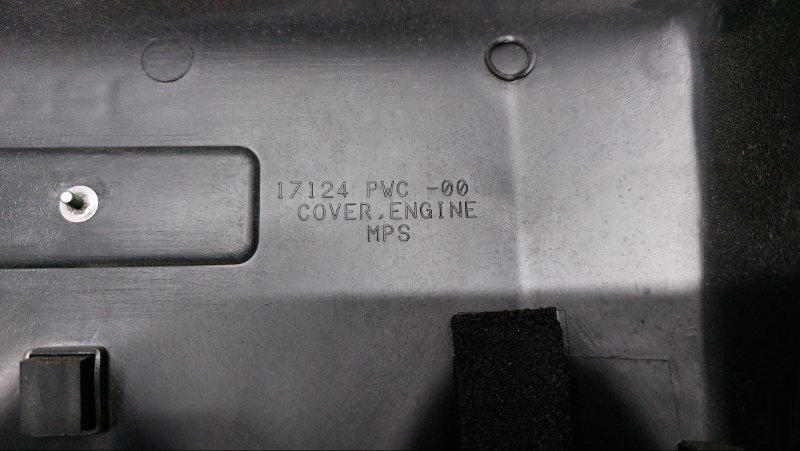 17124 PWC -00
COVER,ENGINE
MPS